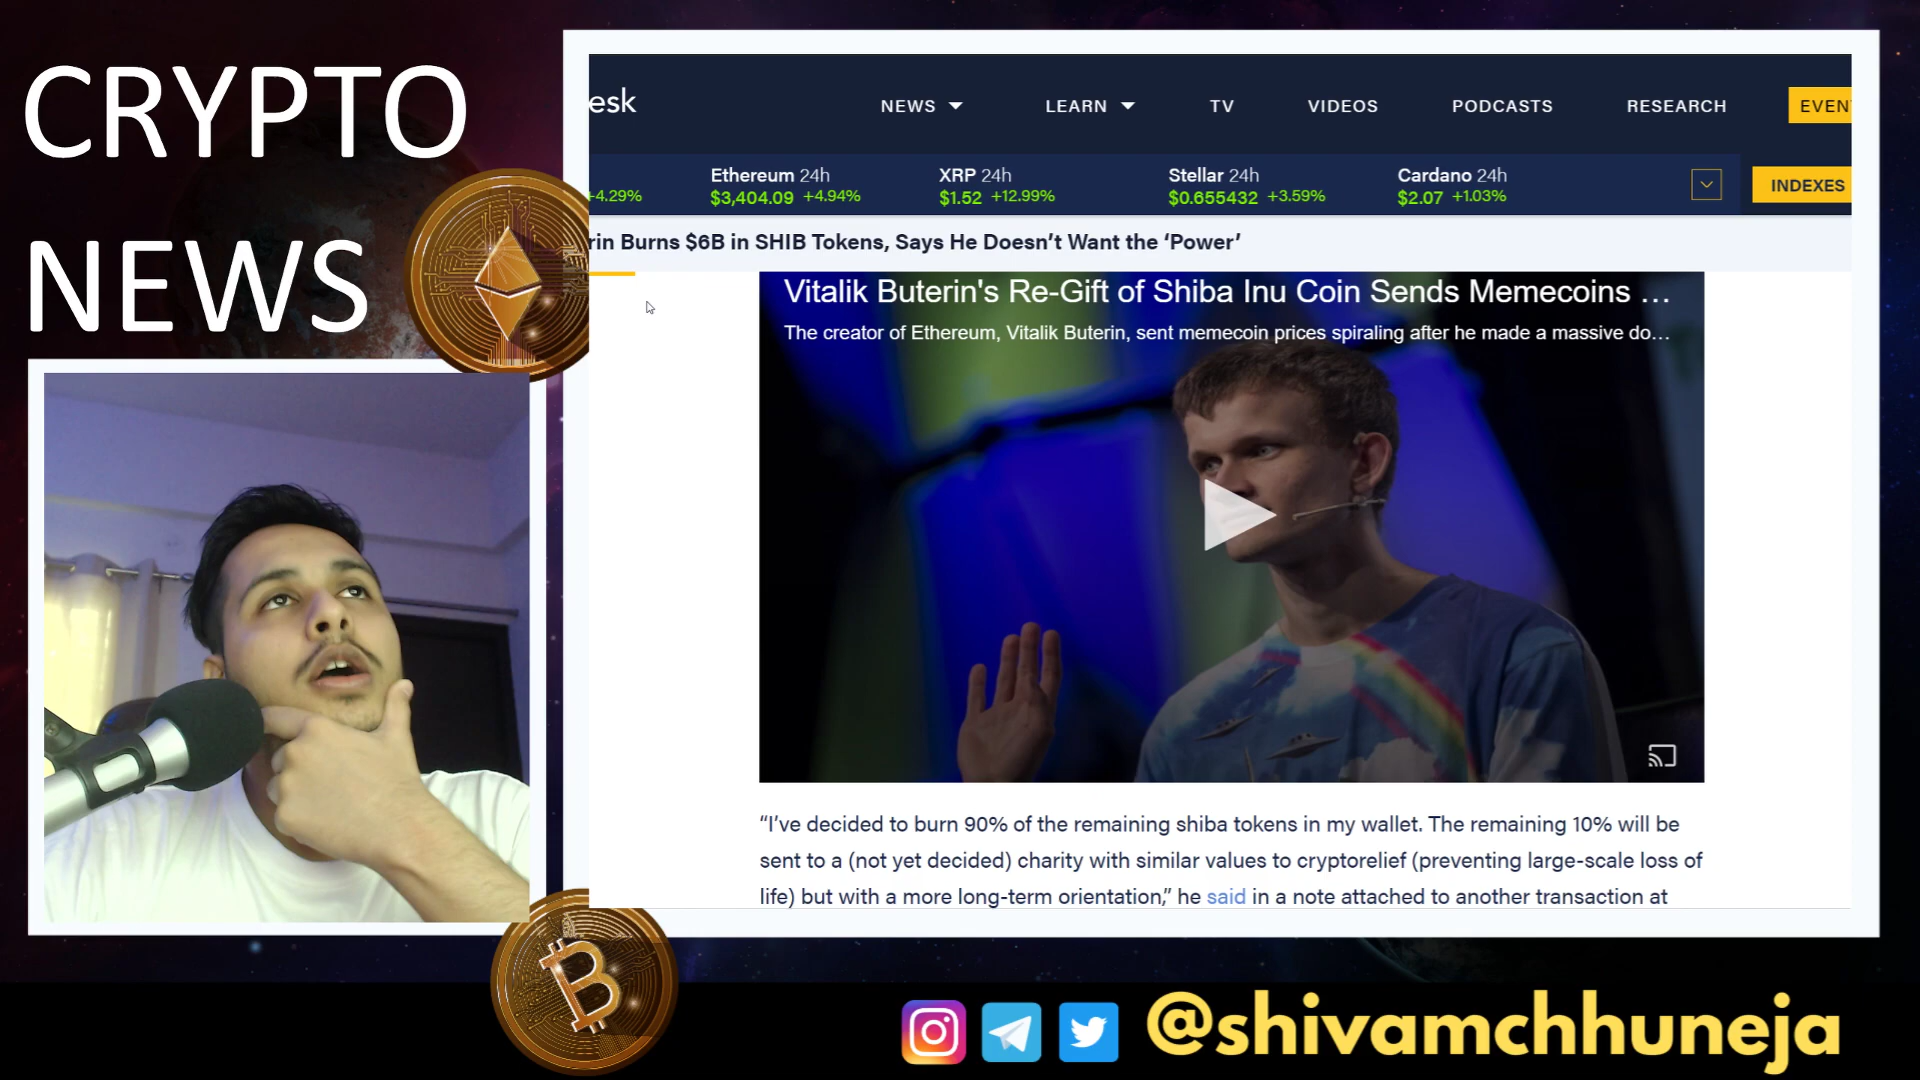 CRYPTO
NEWS
esk
NEWS
LEARN
TV
VIDEOS
PODCASTS
RESEARCH
EVEN
+4.29%
Ethereum 24h
$3,404.09 +4.94%
XRP 24h
$1.52 +12.99%
Stellar 24h
$0.655432 +3.59%
Cardano 24h
$2.07 +1.03%
INDEXES
rin Burns $6B in SHIB Tokens, Says He Doesn’t Want the ‘Power’
Vitalik Buterin's Re-Gift of Shiba Inu Coin Sends Memecoins …
The creator of Ethereum, Vitalik Buterin, sent memecoin prices spiraling after he made a massive do…
“I’ve decided to burn 90% of the remaining shiba tokens in my wallet. The remaining 10% will be
sent to a (not yet decided) charity with similar values to cryptorelief (preventing large-scale loss of
life) but with a more long-term orientation,” he said in a note attached to another transaction at
@shivamchhuneja